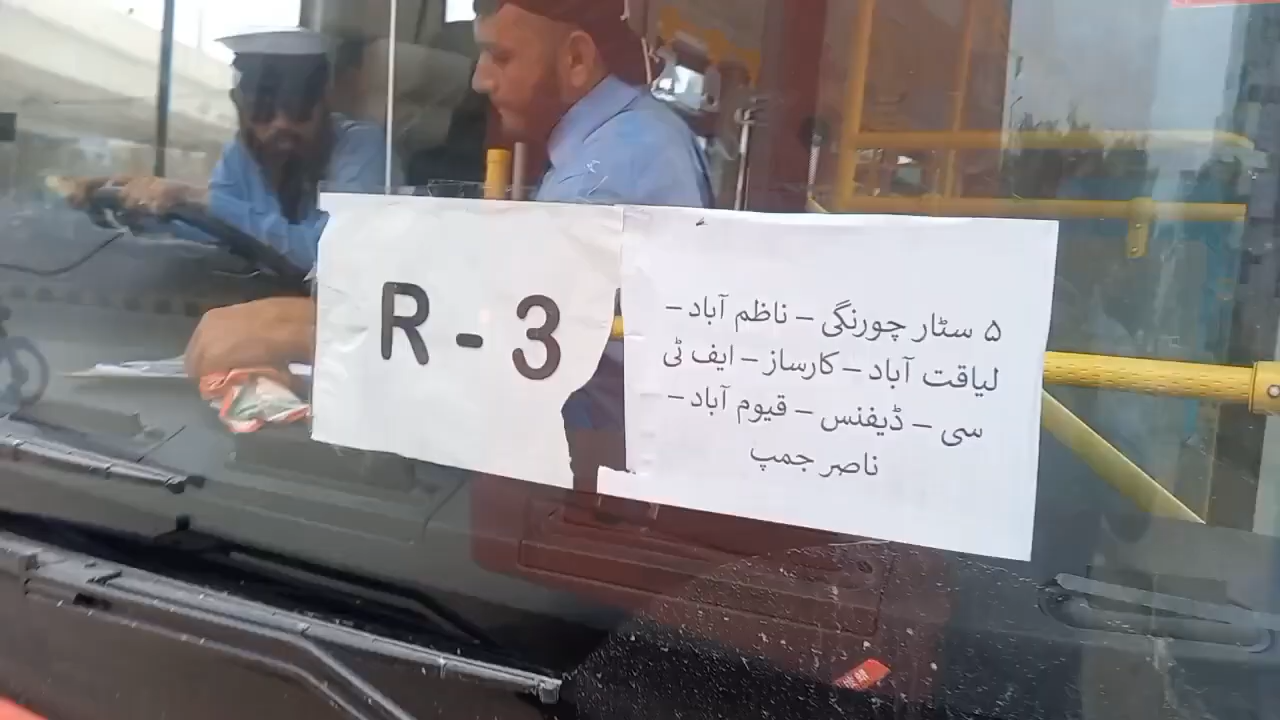 R - 3
۵ سٹار چورنگی – ناظم آباد –
لیاقت آباد – کارساز – ایف ٹی
سی – ڈیفنس – قیوم آباد –
ناصر جمپ